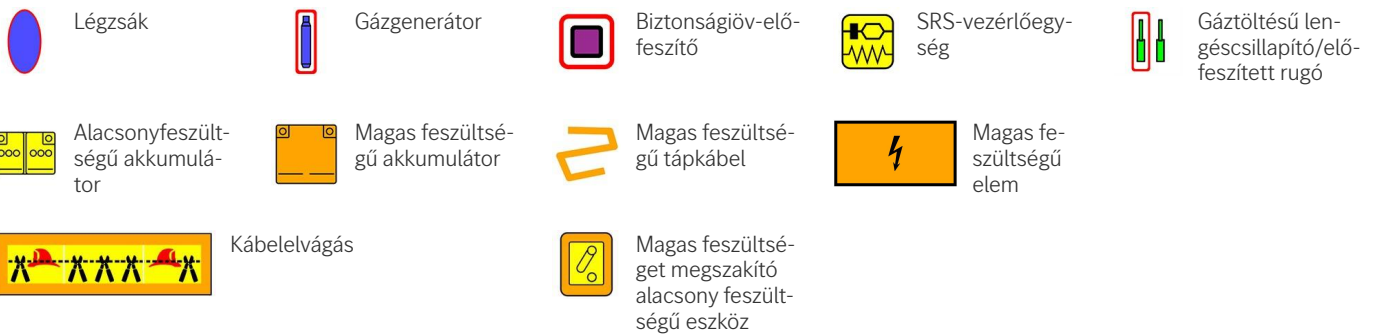 Légzsák
Gázgenerátor
Biztonságiöv-elő-
feszítő
SRS-vezérlőegy-
ség
Gáztöltésű len-
géscsillapító/elő-
feszített rugó
Alacsonyfeszült-
ségű akkumulá-
tor
Magas feszültsé-
gű akkumulátor
Magas feszültsé-
gű tápkábel
Magas fe-
szültségű
elem
Kábelelvágás
Magas feszültsé-
get megszakító
alacsony feszült-
ségű eszköz